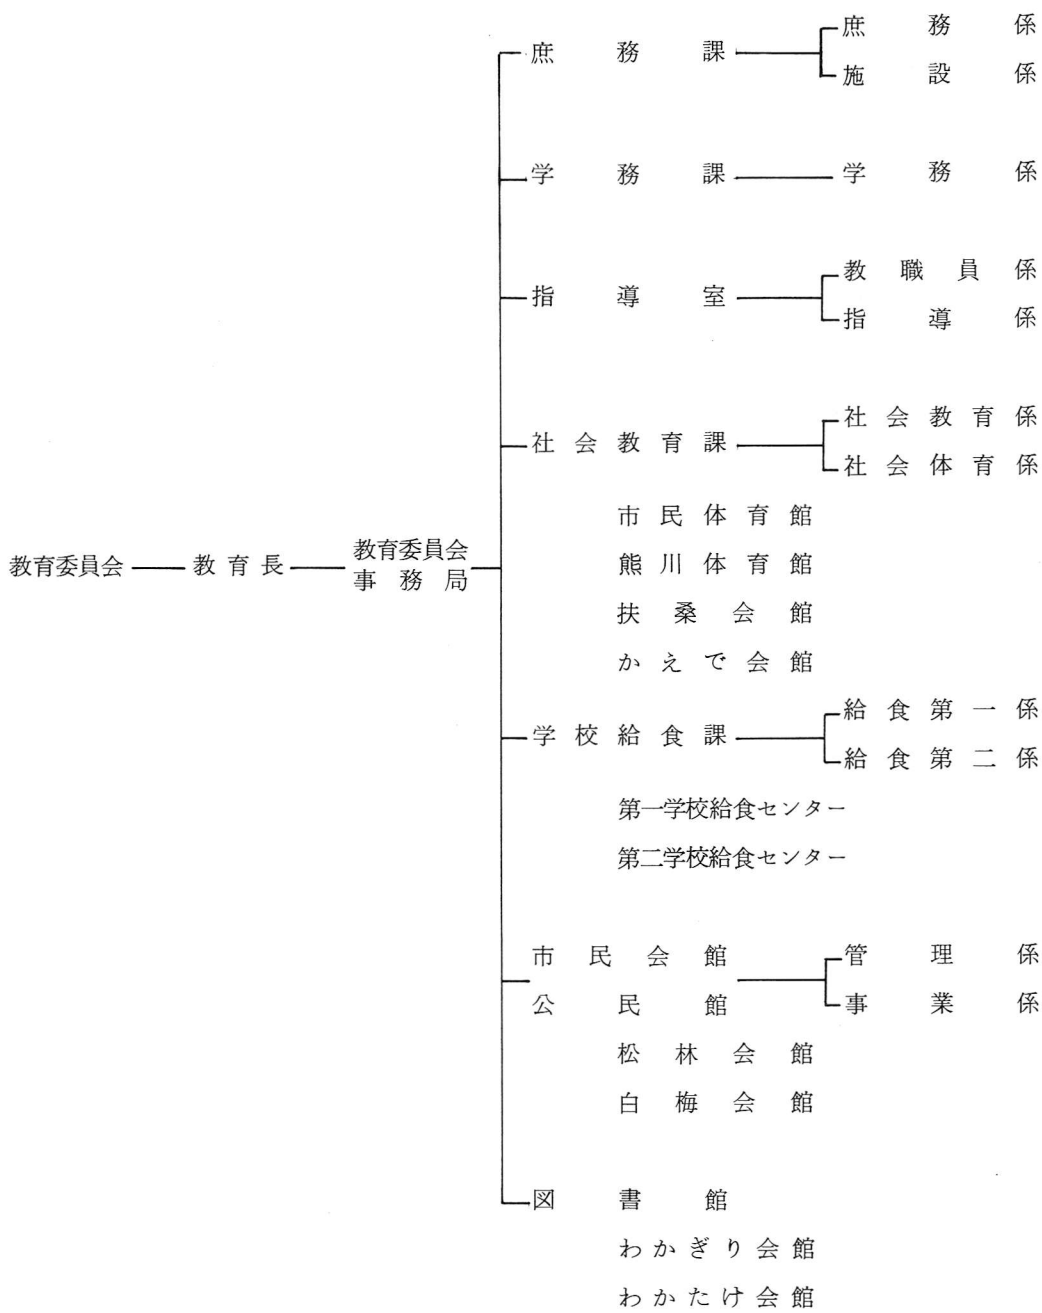 教育委員会
教育長
教育委員会
事務局
庶務課
庶務係
施設係
学務課
学務係
指導室
教職員係
指導係
社会教育課
社会教育係
社会体育係
市民体育館
熊川体育館
扶桑会館
かえで会館
学校給食課
給食第一係
給食第二係
第一学校給食センター
第二学校給食センター
市民会館
公民館
管理係
事業係
松林会館
白梅会館
図書館
わかぎり会館
わかたけ会館